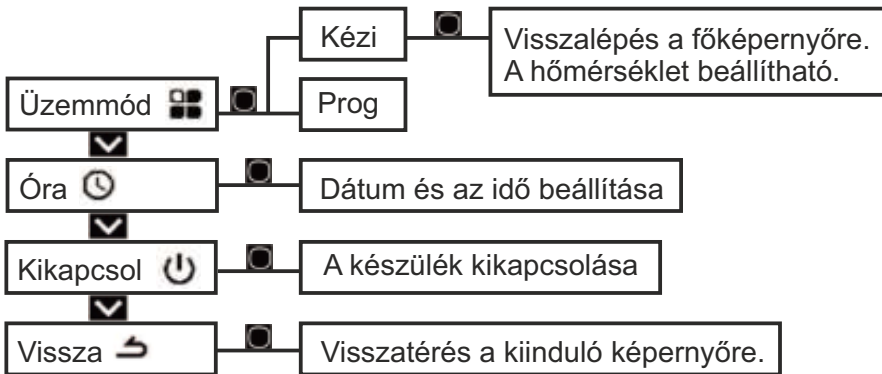 Kézi
Visszalépés a főképernyőre.
A hőmérséklet beállítható.
Üzemmód
Prog
Óra
Dátum és az idő beállítása
Kikapcsol
A készülék kikapcsolása
Vissza
Visszatérés a kiinduló képernyőre.